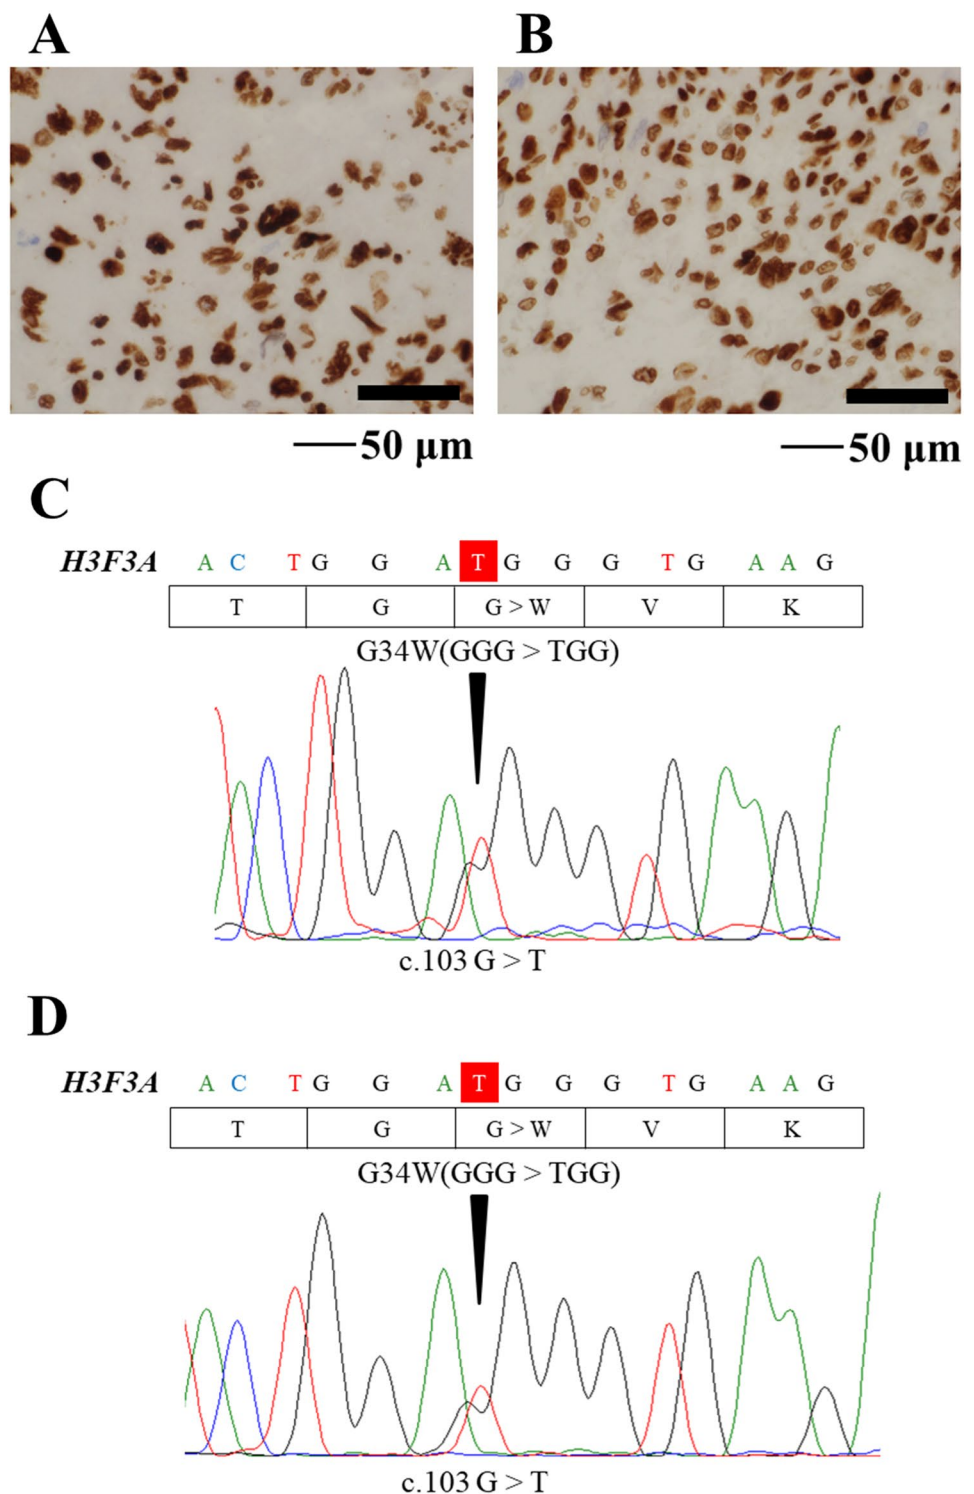 A B
50 μm 50 μm
C
H3F3A A C T G G A T G G G T G A A G
T G G > W V K
G34W(GGG > TGG)
c.103 G > T
D
H3F3A A C T G G A T G G G T G A A G
T G G > W V K
G34W(GGG > TGG)
c.103 G > T